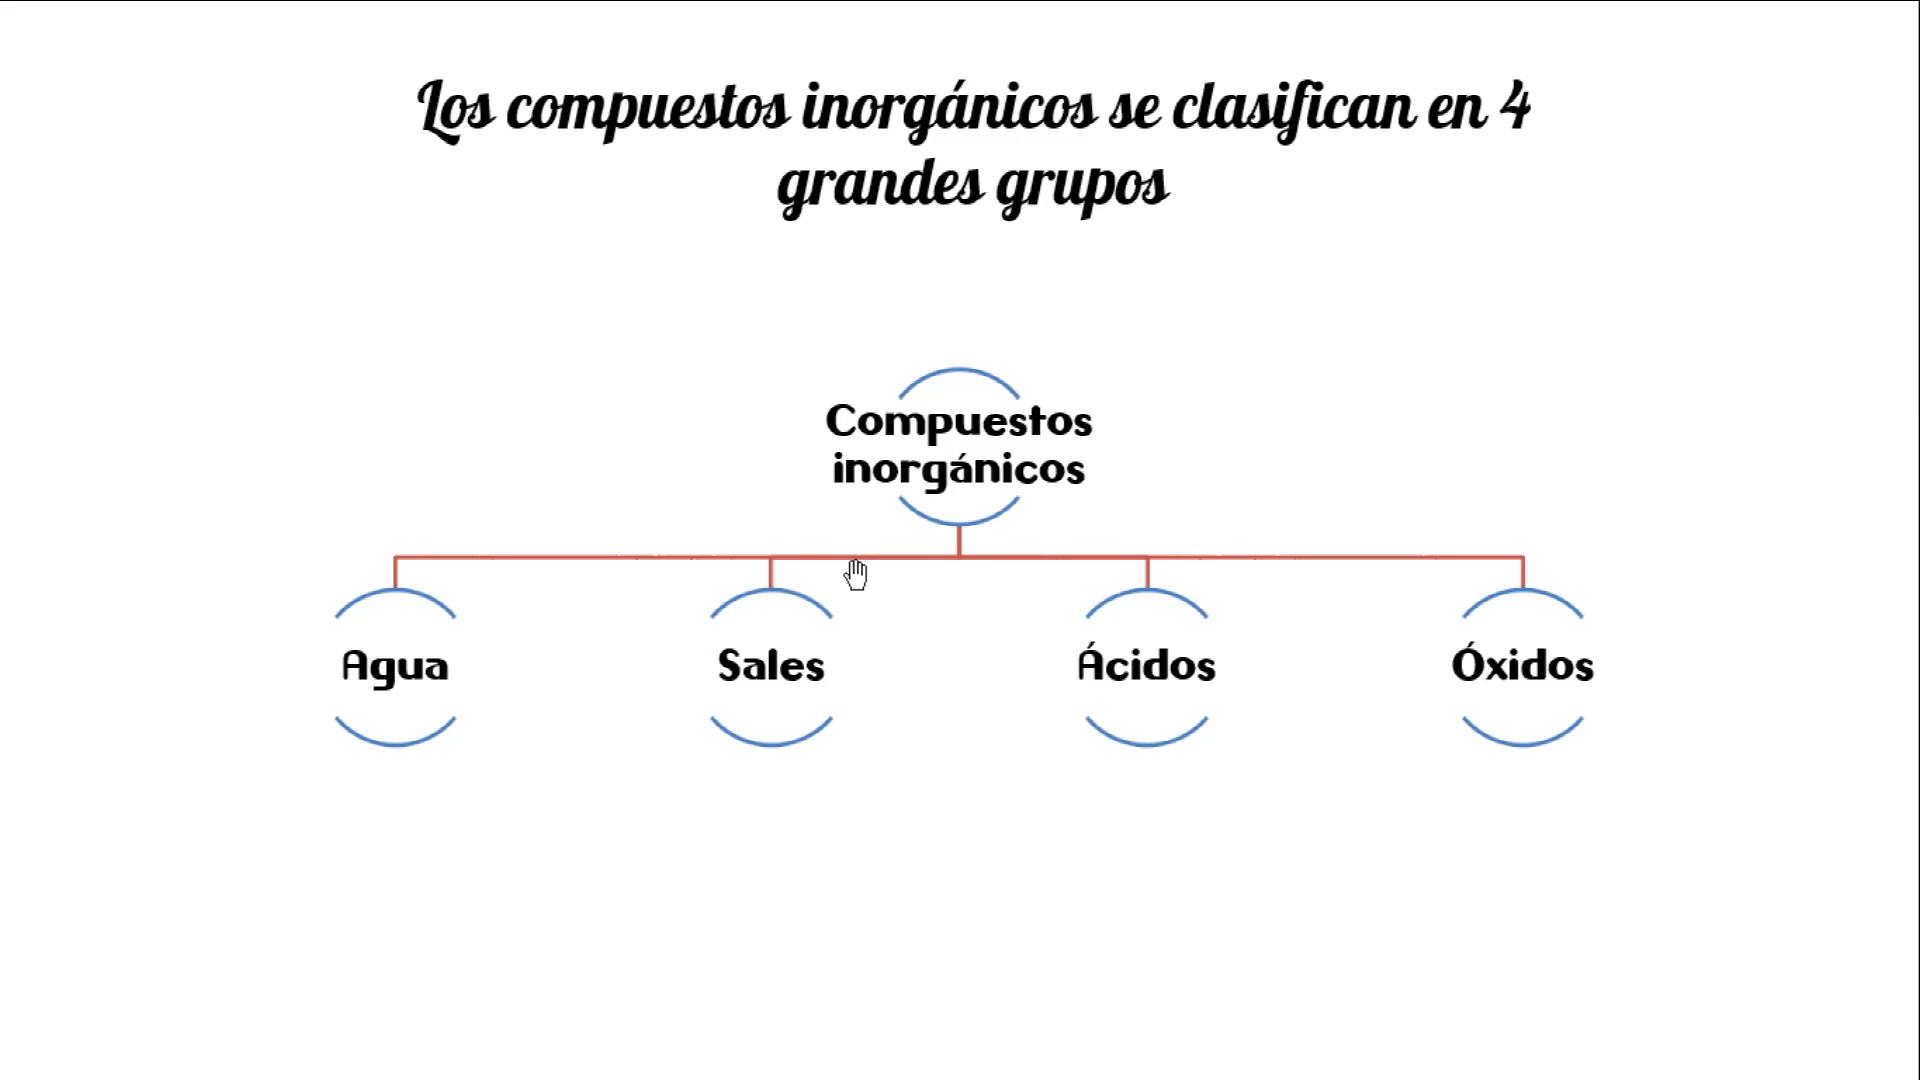 Los compuestos inorgánicos se clasifican en 4
grandes grupos
Compuestos
inorgánicos
Agua
Sales
Ácidos
Óxidos